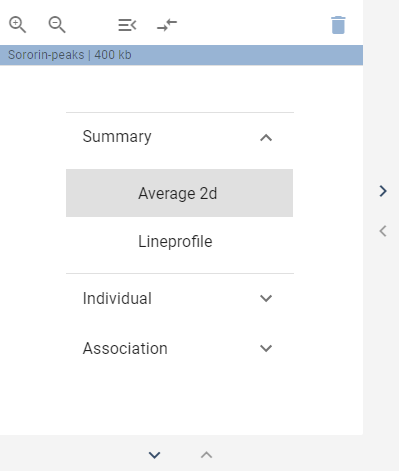 Sororin-peaks | 400 kb
Summary
Average 2d
Lineprofile
Individual
Association